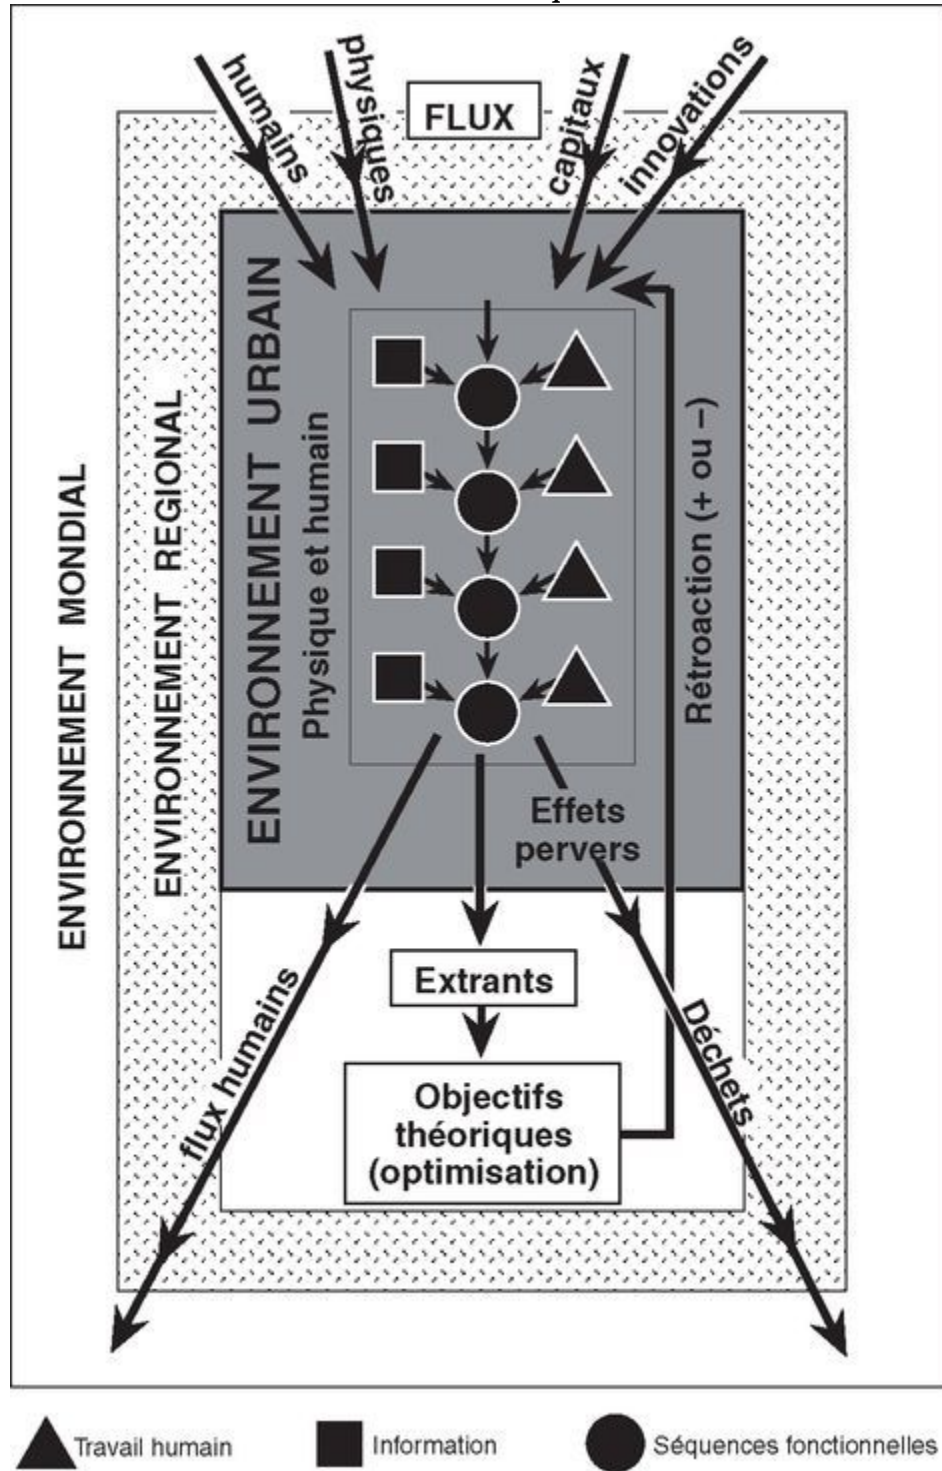 humains
physiques
FLUX
capitaux
innovations
ENVIRONNEMENT MONDIAL
ENVIRONNEMENT REGIONAL
ENVIRONNEMENT URBAIN
Physique et humain
Rétroaction (+ ou –)
Effets
pervers
flux humains
Extrants
Déchets
Objectifs
théoriques
(optimisation)
Travail humain
Information
Séquences fonctionnelles